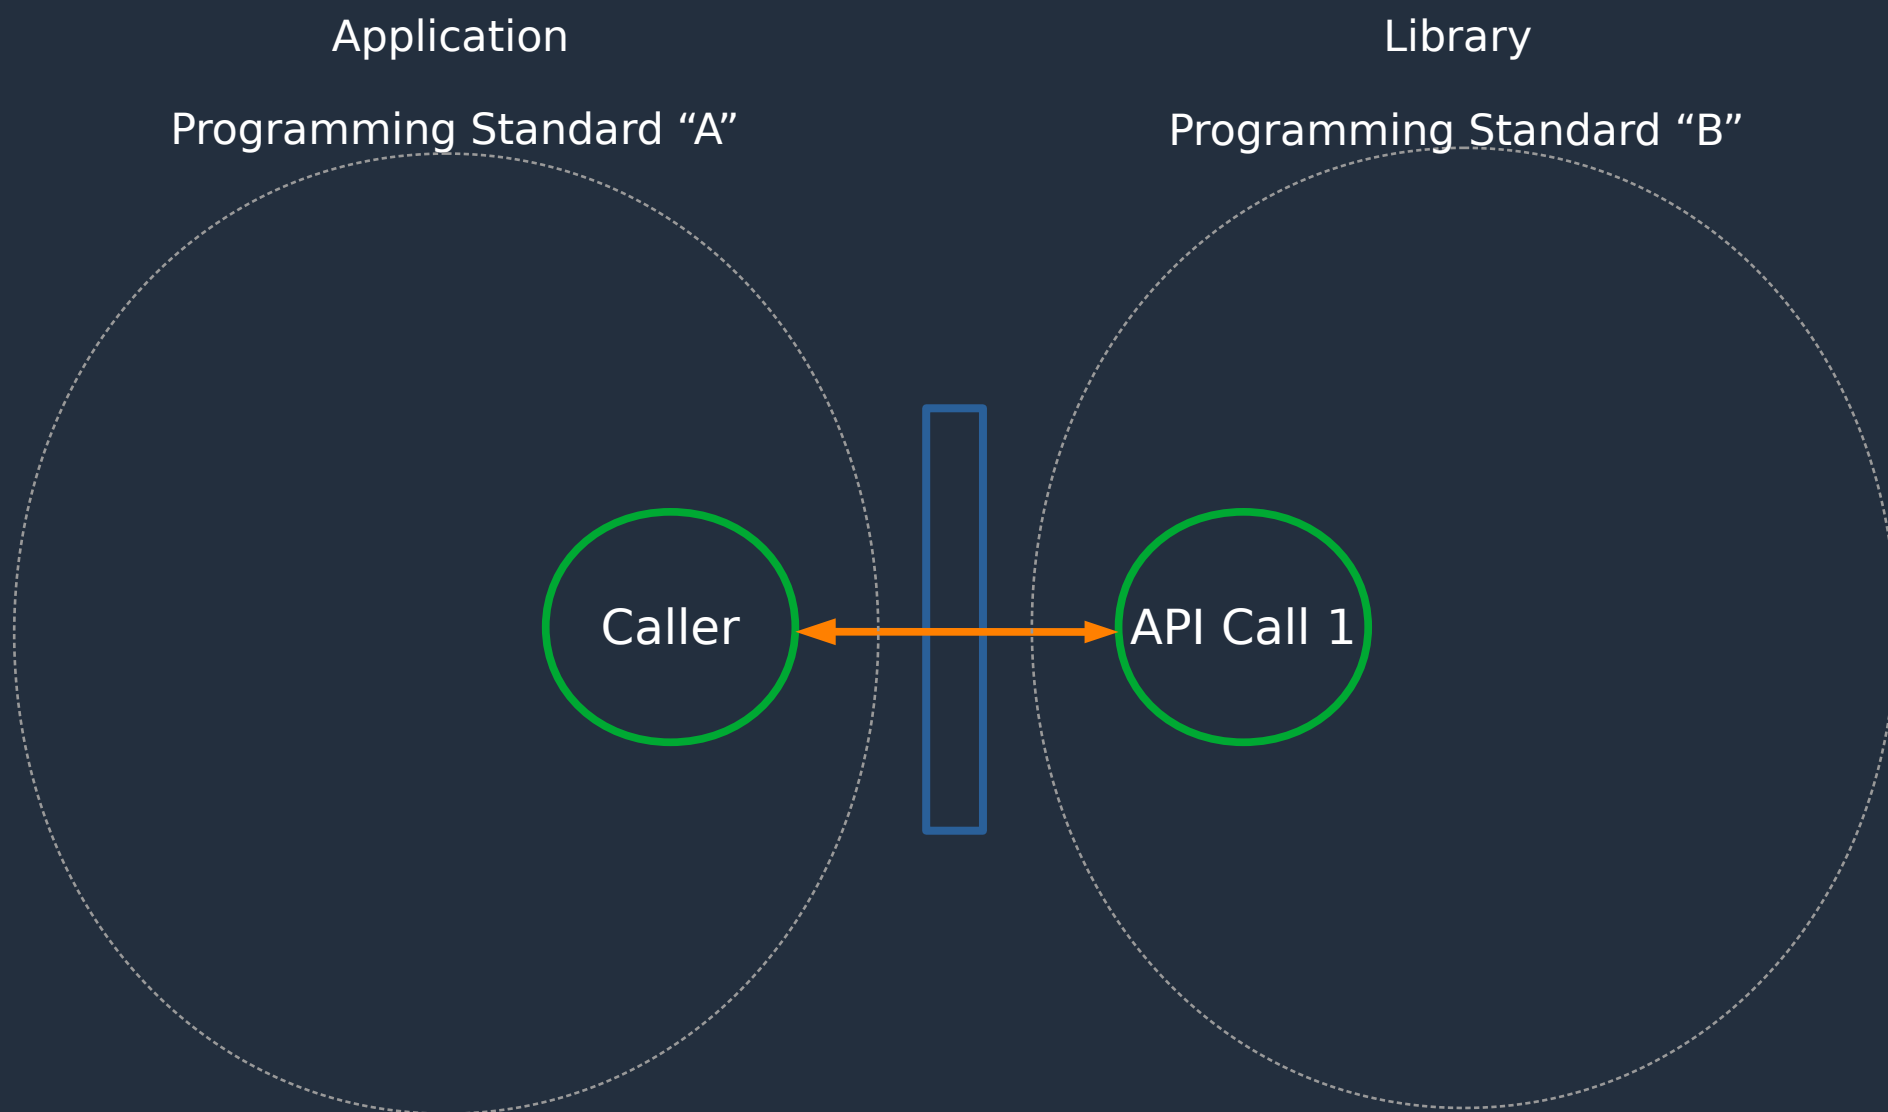 Application
Library
Programming Standard “A”
Programming Standard “B”
Caller
API Call 1